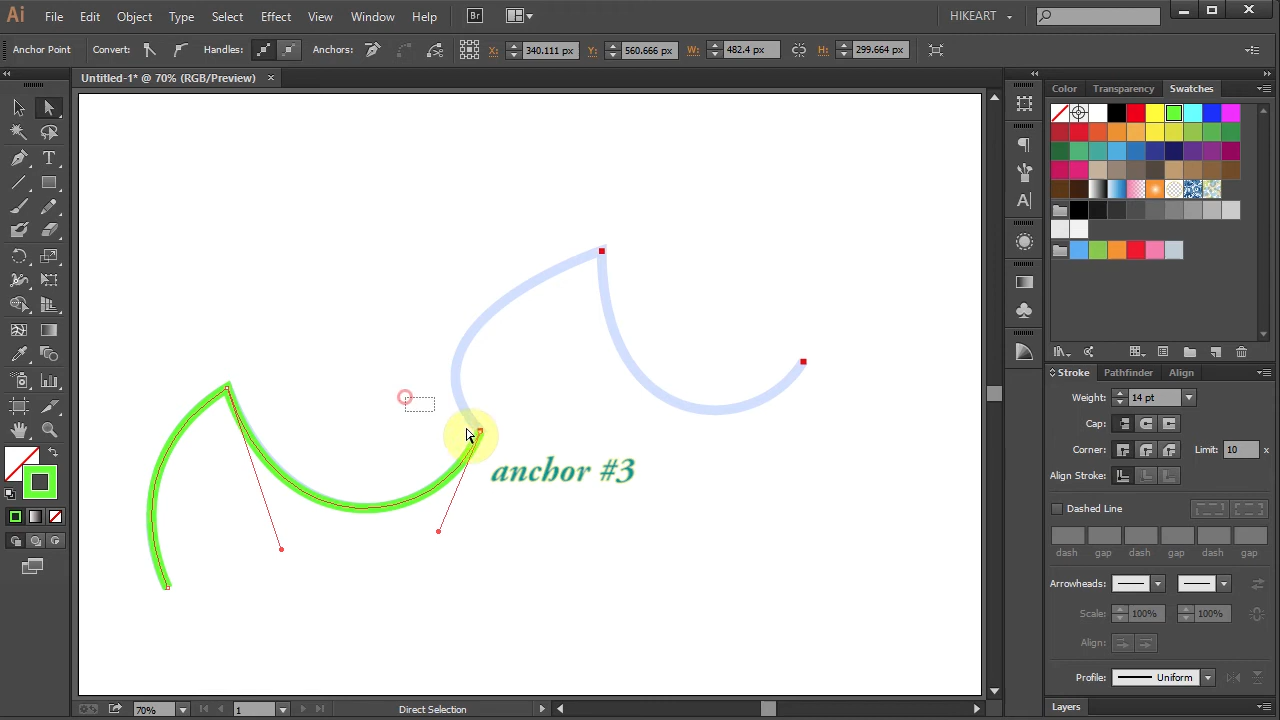 Ai File Edit Object Type Select Effect View Window Help Br HIKEART
Anchor Point Convert: Handles: Anchors: X: 340.111 px Y: 560.666 px W: 482.4 px H: 299.664 px
Untitled-1* @ 70% (RGB/Preview) ×
Color Transparency Swatches
anchor #3
Stroke Pathfinder Align
Weight: 14 pt
Cap:
Corner: Limit: 10 x
Align Stroke:
Dashed Line
dash gap dash gap dash gap
Arrowheads:
Scale: 100% 100%
Align:
Profile: Uniform
Layers
70% 1 Direct Selection